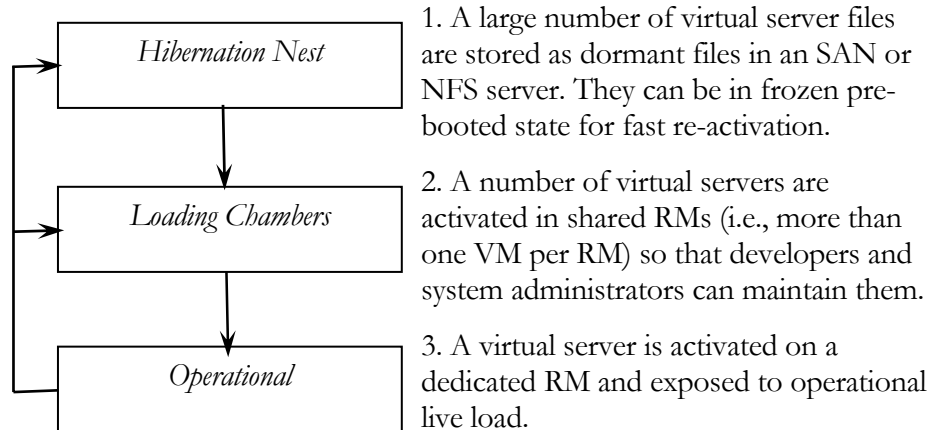 Hibernation Nest
1. A large number of virtual server files
are stored as dormant files in an SAN or
NFS server. They can be in frozen pre-
booted state for fast re-activation.
Loading Chambers
2. A number of virtual servers are
activated in shared RMs (i.e., more than
one VM per RM) so that developers and
system administrators can maintain them.
Operational
3. A virtual server is activated on a
dedicated RM and exposed to operational
live load.